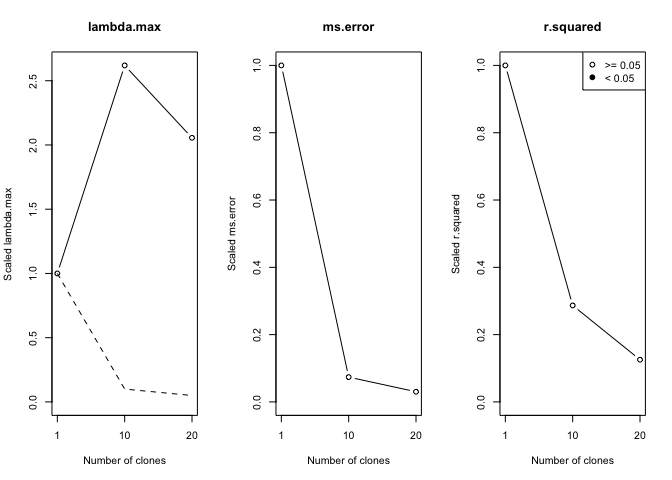 lambda.max
Scaled lambda.max
0.0 0.5 1.0 1.5 2.0 2.5
1 10 20
Number of clones
ms.error
Scaled ms.error
0.0 0.2 0.4 0.6 0.8 1.0
1 10 20
Number of clones
r.squared
>= 0.05
< 0.05
Scaled r.squared
0.0 0.2 0.4 0.6 0.8 1.0
1 10 20
Number of clones